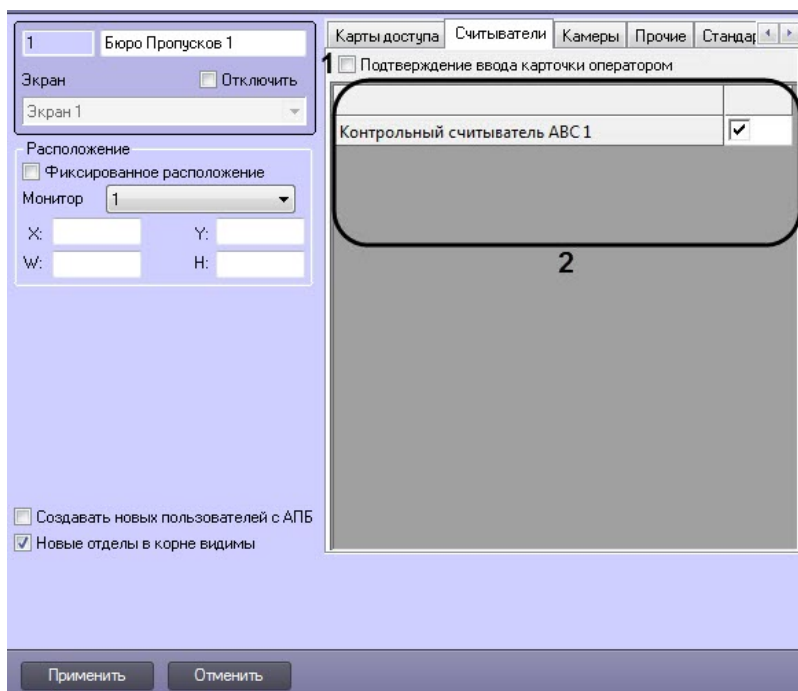 1 Бюро Пропусков 1
Экран Отключить
Экран 1
Расположение
Фиксированное расположение
Монитор 1
X: Y:
W: H:
Создавать новых пользователей с АПБ
Новые отделы в корне видимы
Карты доступа Считыватели Камеры Прочие Стандар
1 Подтверждение ввода карточки оператором
Контрольный считыватель ABC 1
2
Применить Отменить